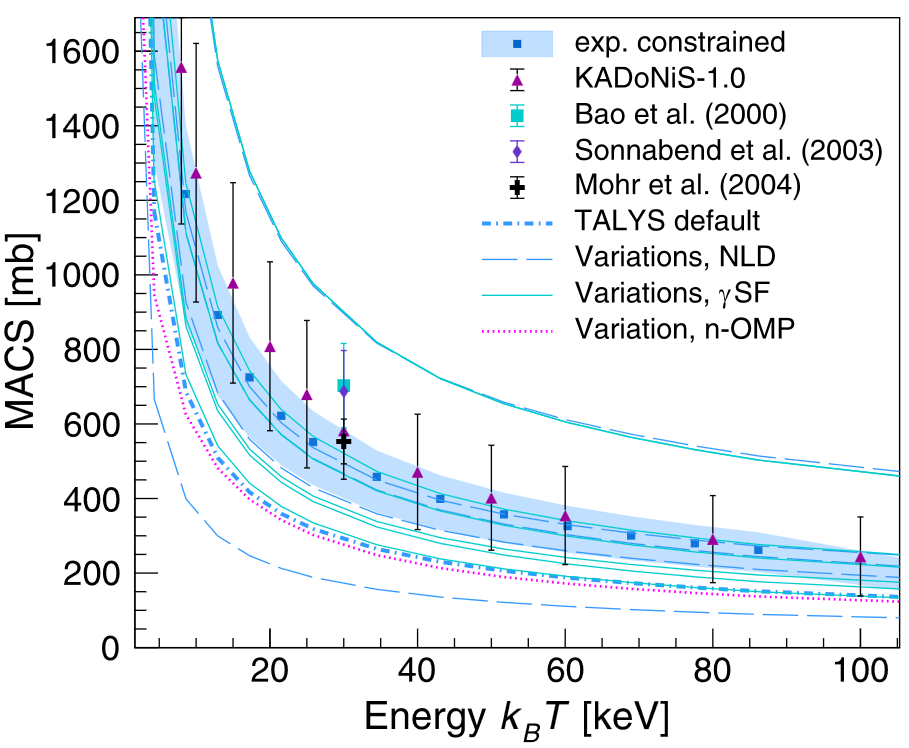 1600
1400
1200
1000
800
600
400
200
0
MACS [mb]
exp. constrained
KADoNiS-1.0
Bao et al. (2000)
Sonnabend et al. (2003)
Mohr et al. (2004)
TALYS default
Variations, NLD
Variations, γSF
Variation, n-OMP
20 40 60 80 100
Energy k_BT [keV]